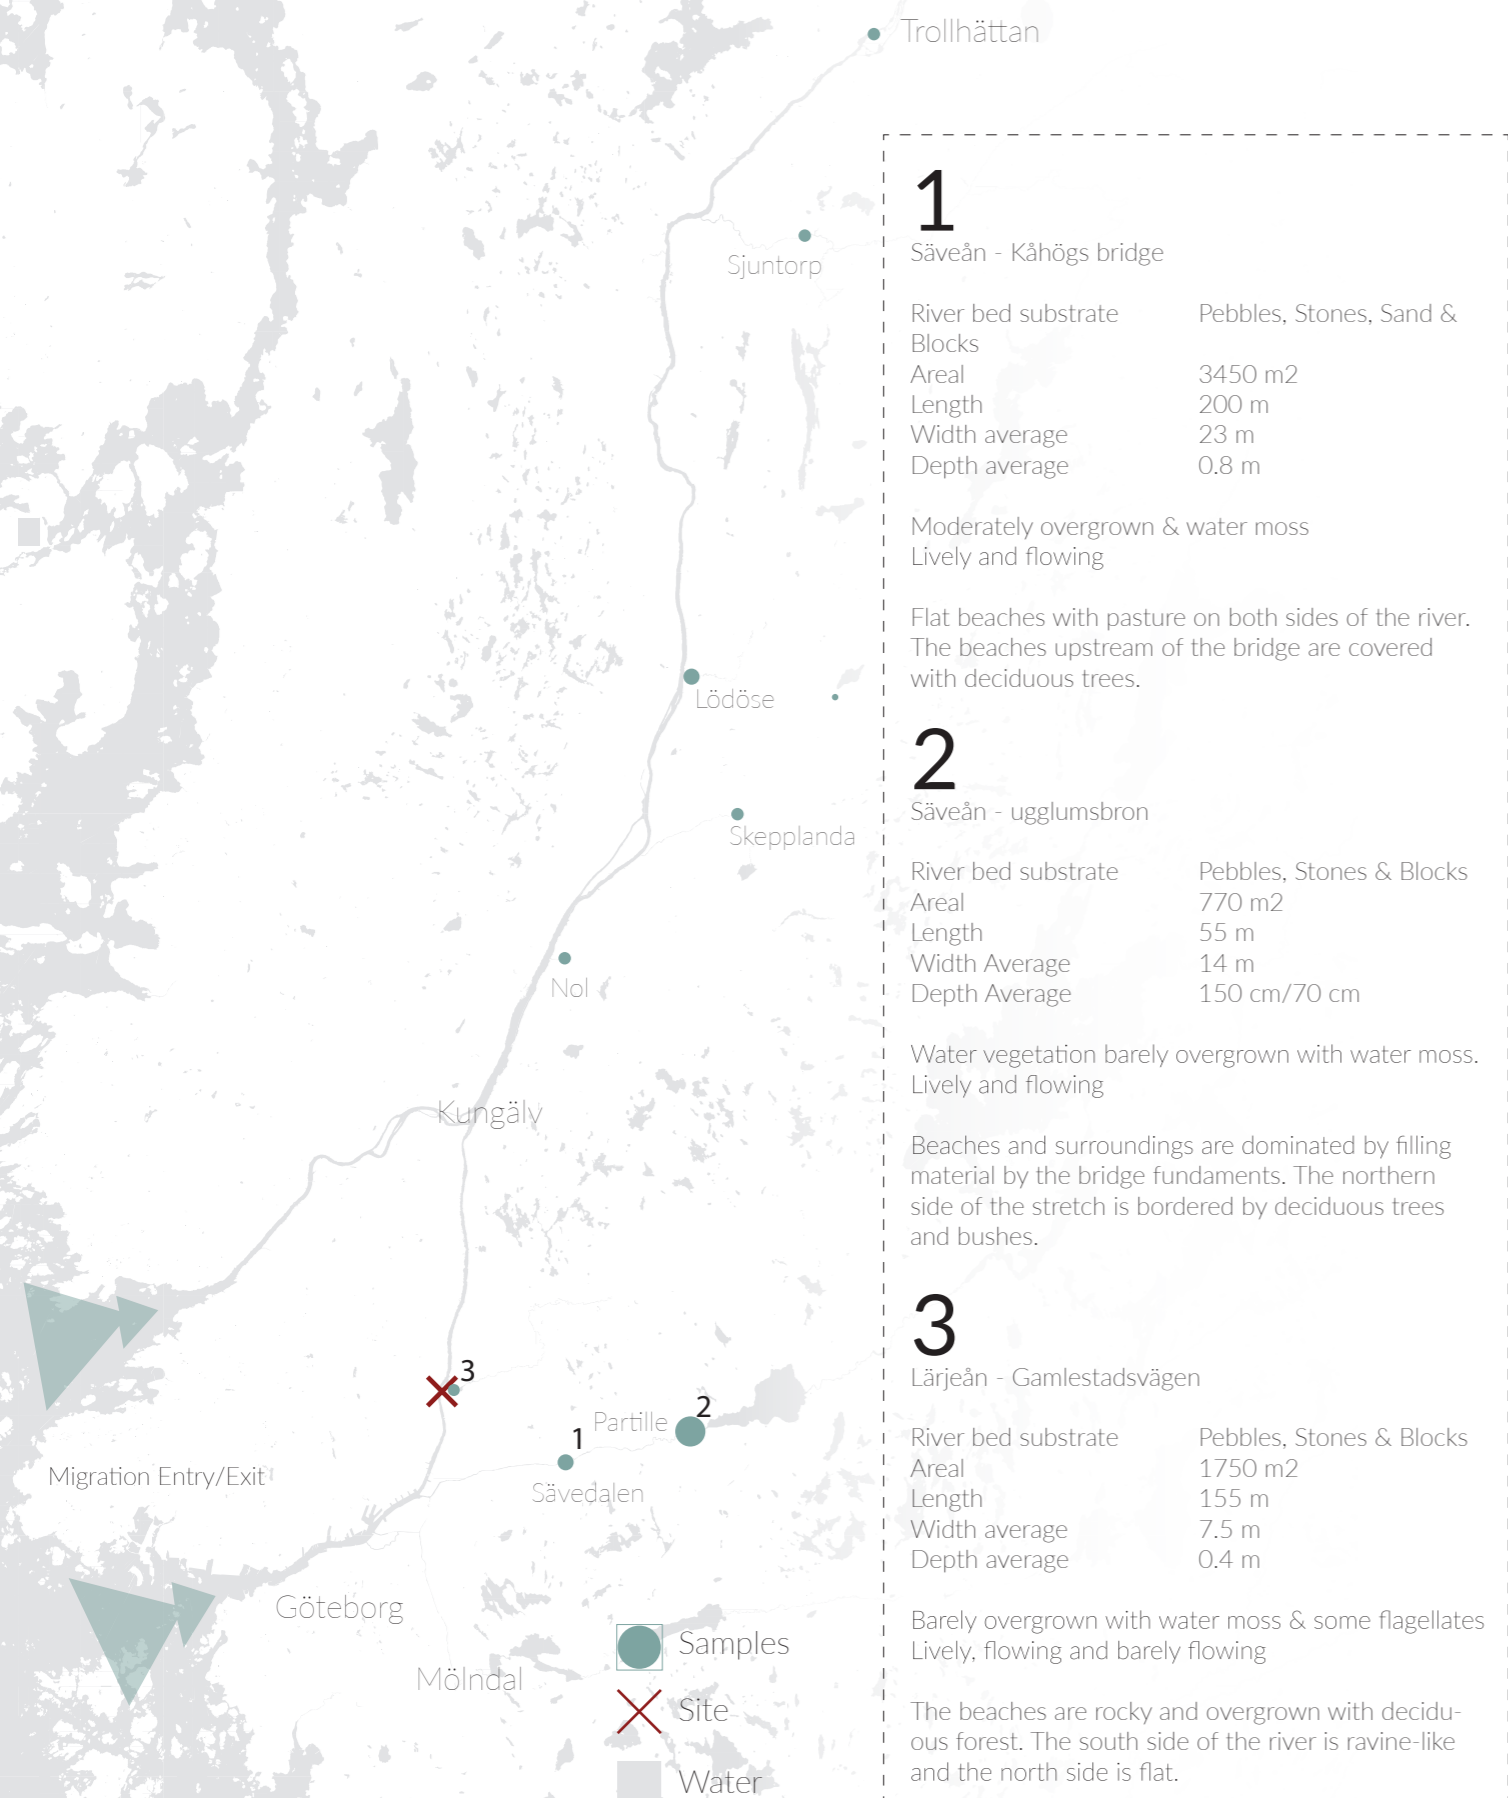 Trollhättan
Sjuntorp
Lödöse
Skepplanda
Nol
Kungälv
3
2
Partille
1
Sävedalen
Migration Entry/Exit
Göteborg
Mölndal
Samples
Site
Water
1
Säveån - Kåhögs bridge
River bed substrate Pebbles, Stones, Sand &
Blocks
Areal 3450 m2
Length 200 m
Width average 23 m
Depth average 0.8 m
Moderately overgrown & water moss
Lively and flowing
Flat beaches with pasture on both sides of the river.
The beaches upstream of the bridge are covered
with deciduous trees.
2
Säveån - ugglumsbron
River bed substrate Pebbles, Stones & Blocks
Areal 770 m2
Length 55 m
Width Average 14 m
Depth Average 150 cm/70 cm
Water vegetation barely overgrown with water moss.
Lively and flowing
Beaches and surroundings are dominated by filling
material by the bridge fundaments. The northern
side of the stretch is bordered by deciduous trees
and bushes.
3
Lärjeån - Gamlestadsvägen
River bed substrate Pebbles, Stones & Blocks
Areal 1750 m2
Length 155 m
Width average 7.5 m
Depth average 0.4 m
Barely overgrown with water moss & some flagellates
Lively, flowing and barely flowing
The beaches are rocky and overgrown with decidu-
ous forest. The south side of the river is ravine-like
and the north side is flat.